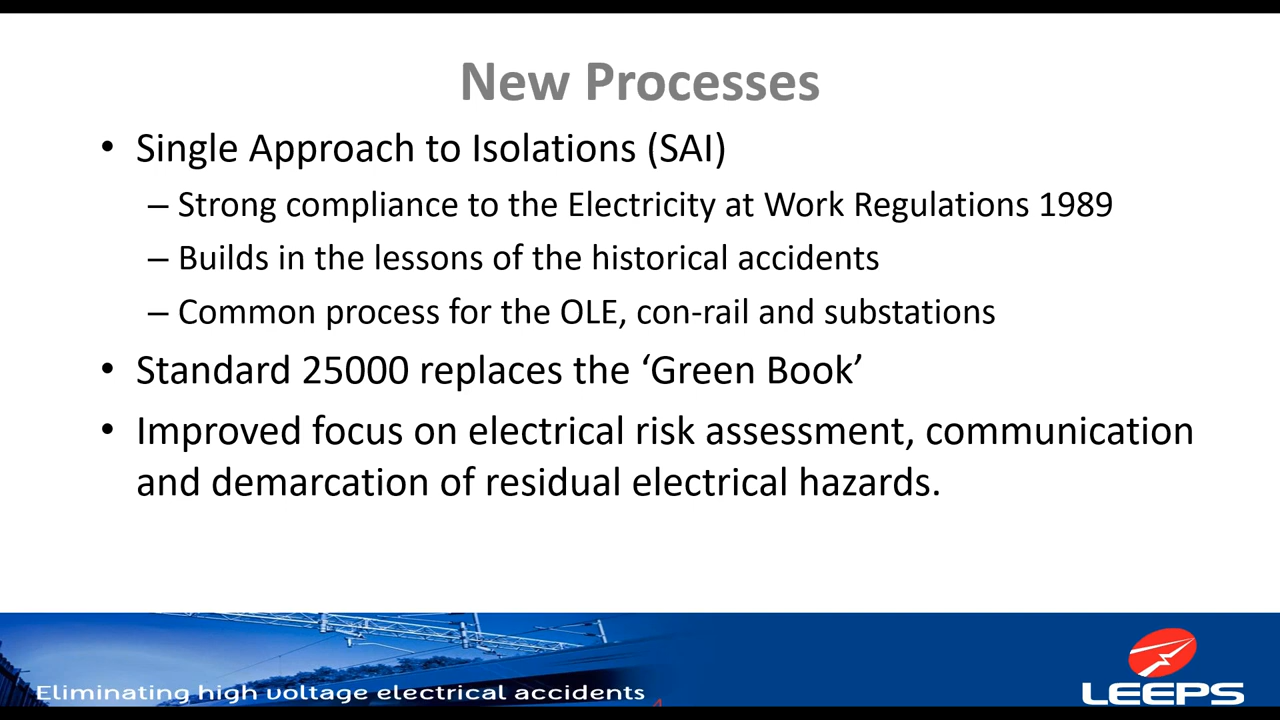 New Processes
• Single Approach to Isolations (SAI)
– Strong compliance to the Electricity at Work Regulations 1989
– Builds in the lessons of the historical accidents
– Common process for the OLE, con-rail and substations
• Standard 25000 replaces the ‘Green Book’
• Improved focus on electrical risk assessment, communication
and demarcation of residual electrical hazards.
Eliminating high voltage electrical accidents
LEEPS